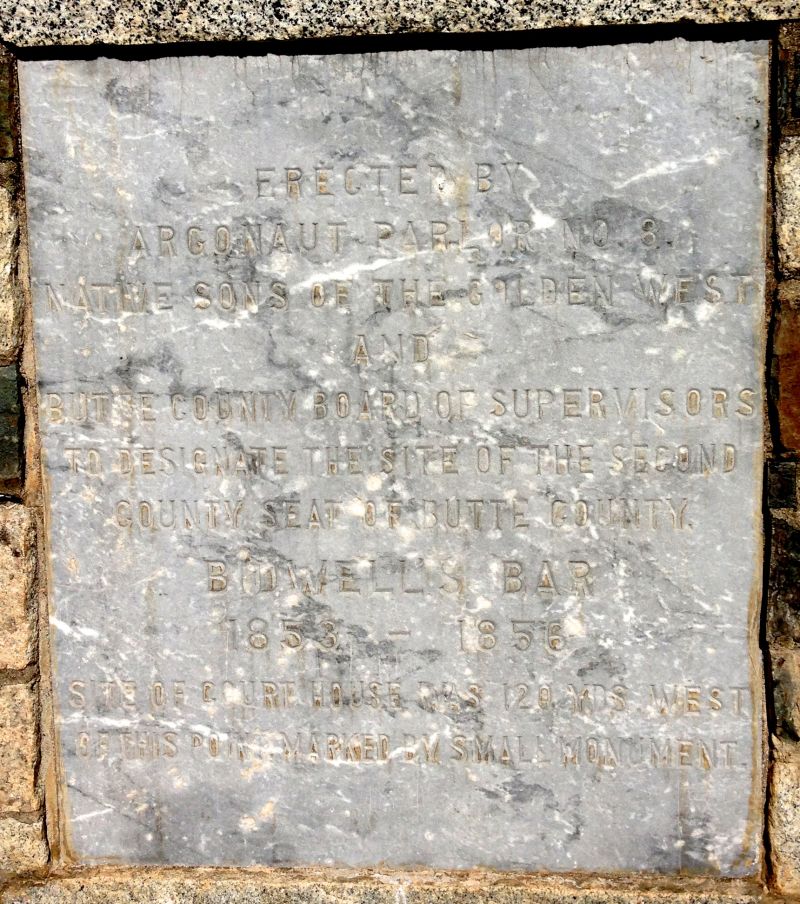 ERECTED BY
ARGONAUT PARLOR NO. 8.
NATIVE SONS OF THE GOLDEN WEST
AND
BUTTE COUNTY BOARD OF SUPERVISORS
TO DESIGNATE THE SITE OF THE SECOND
COUNTY SEAT OF BUTTE COUNTY.
BIDWELL'S BAR
1853 - 1856
SITE OF COURT HOUSE WAS 120 YDS. WEST
OF THIS POINT MARKED BY SMALL MONUMENT.